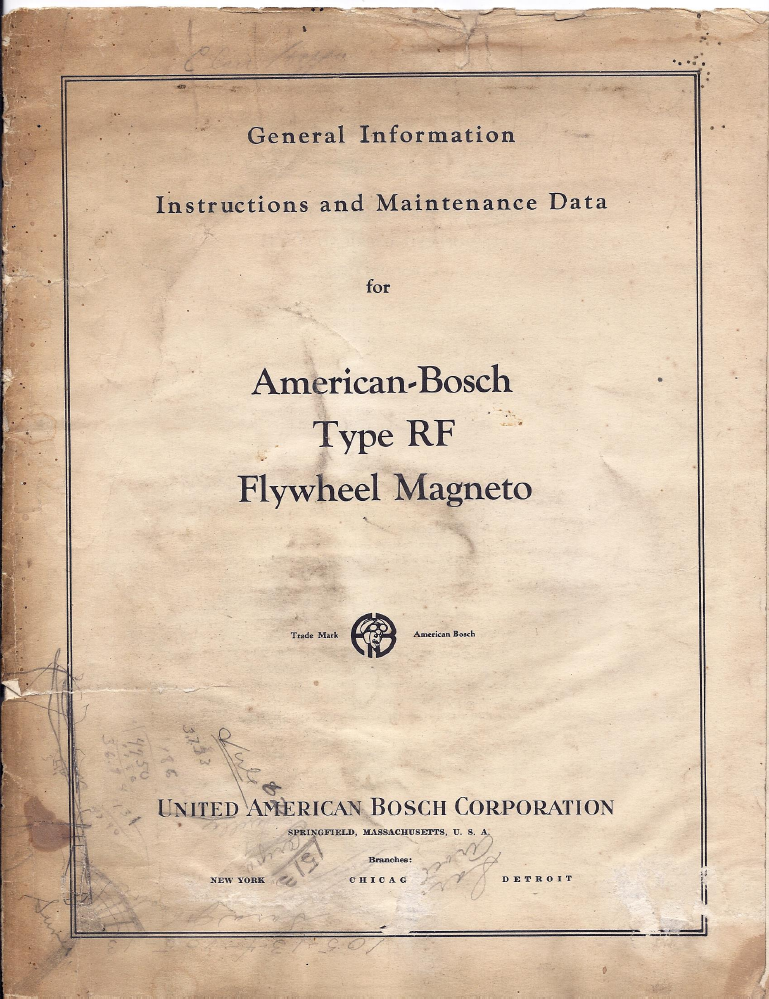 General Information
Instructions and Maintenance Data
for
American-Bosch
Type RF
Flywheel Magneto
Trade Mark American Bosch
UNITED AMERICAN BOSCH CORPORATION
SPRINGFIELD, MASSACHUSETTS, U. S. A.
Branches:
NEW YORK CHICAG DETROIT